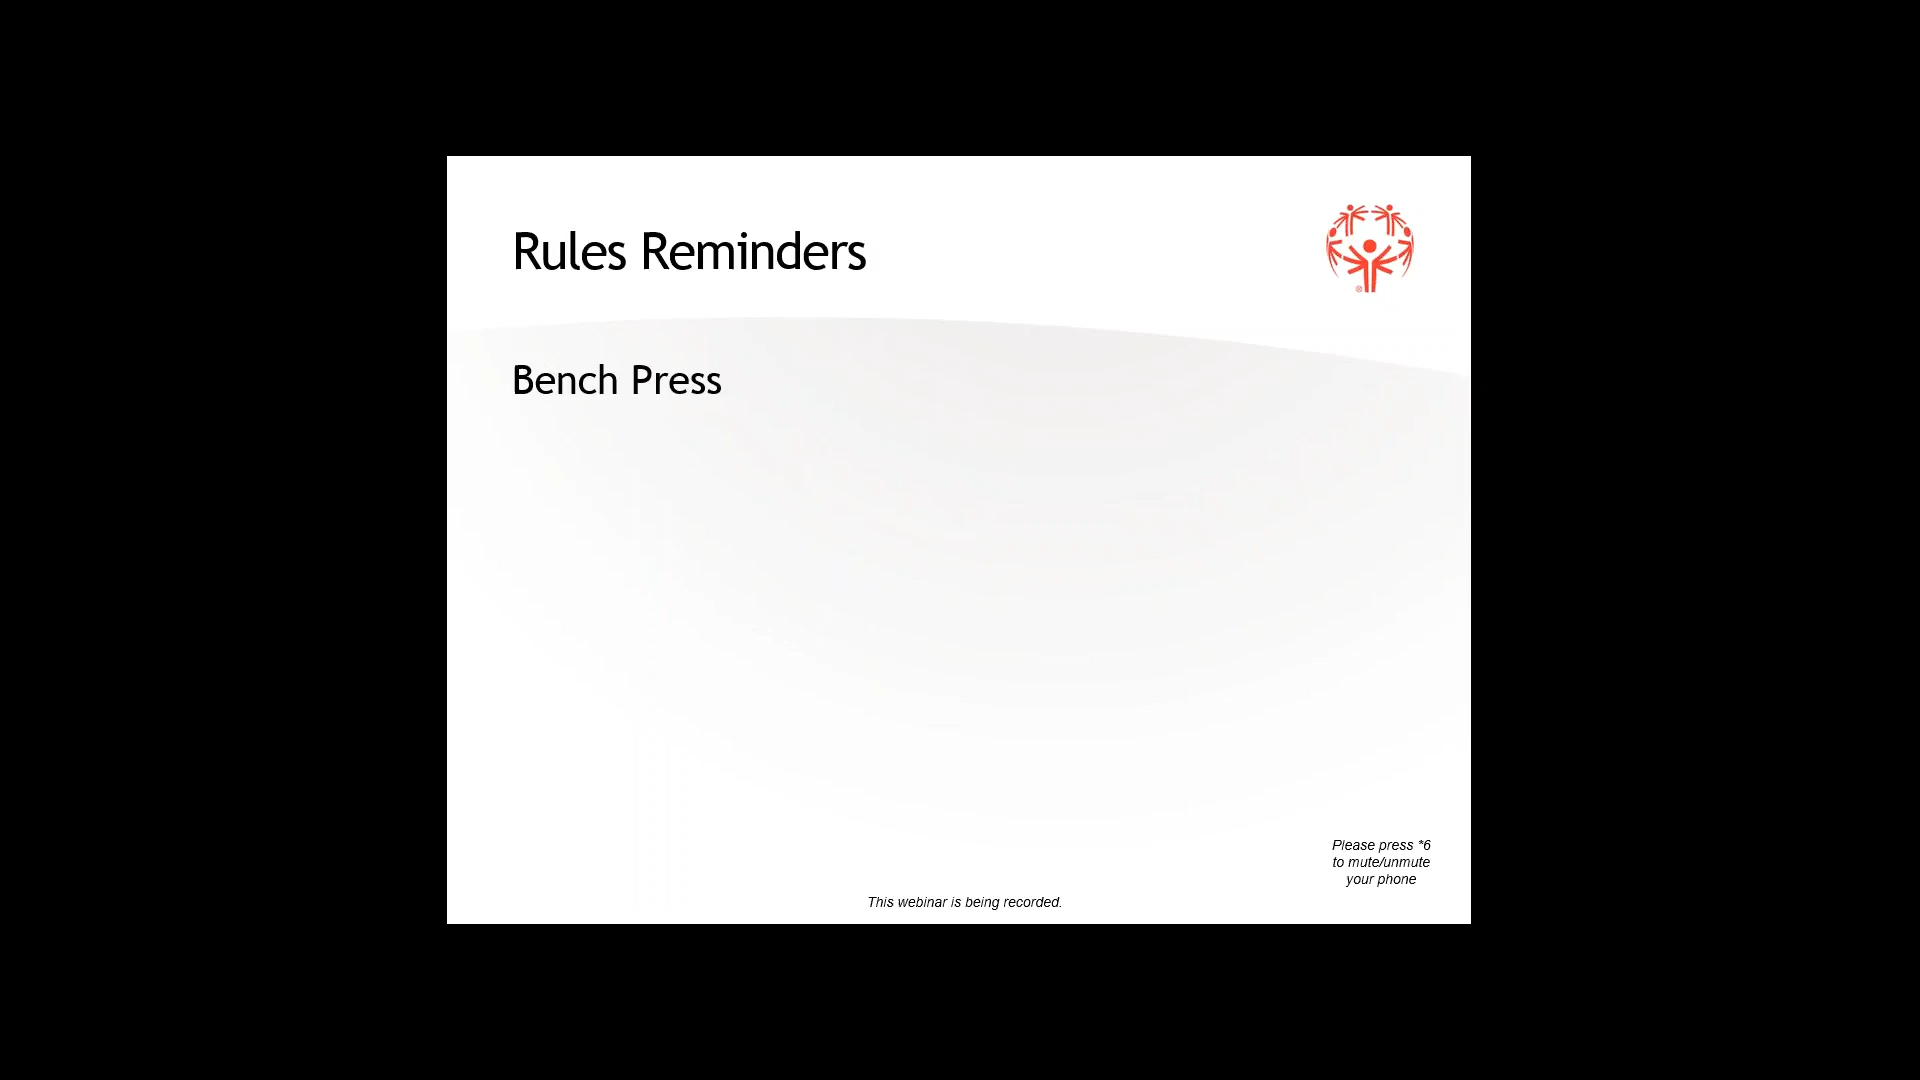 Rules Reminders
Bench Press
Please press *6
to mute/unmute
your phone
This webinar is being recorded.